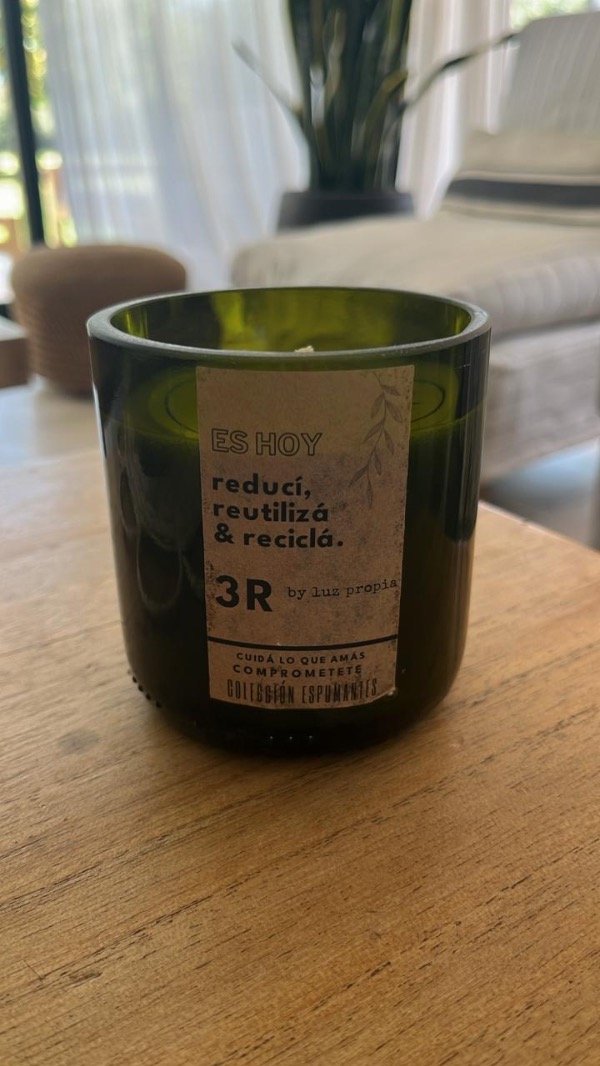 ES HOY
reducí,
reutilizá
& reciclá.
3R by luz propia
CUIDÁ LO QUE AMÁS
COMPROMETETE
COLECCIÓN ESPUMANTES